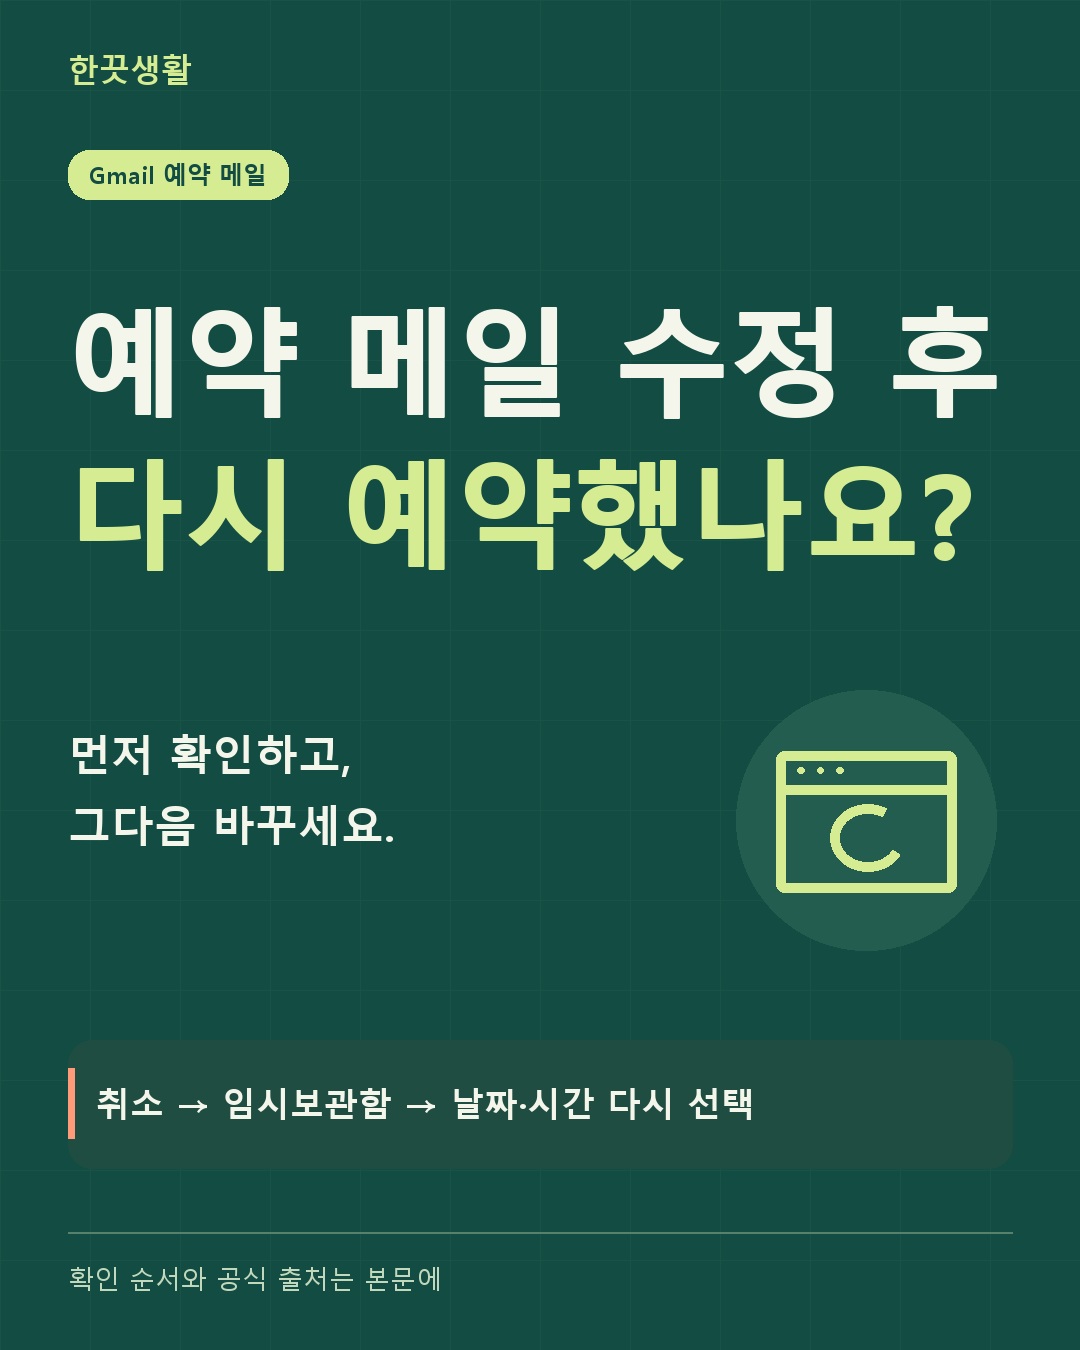 한끗생활
Gmail 예약 메일
예약 메일 수정 후
다시 예약했나요?
먼저 확인하고,
그다음 바꾸세요.
취소 → 임시보관함 → 날짜·시간 다시 선택
확인 순서와 공식 출처는 본문에